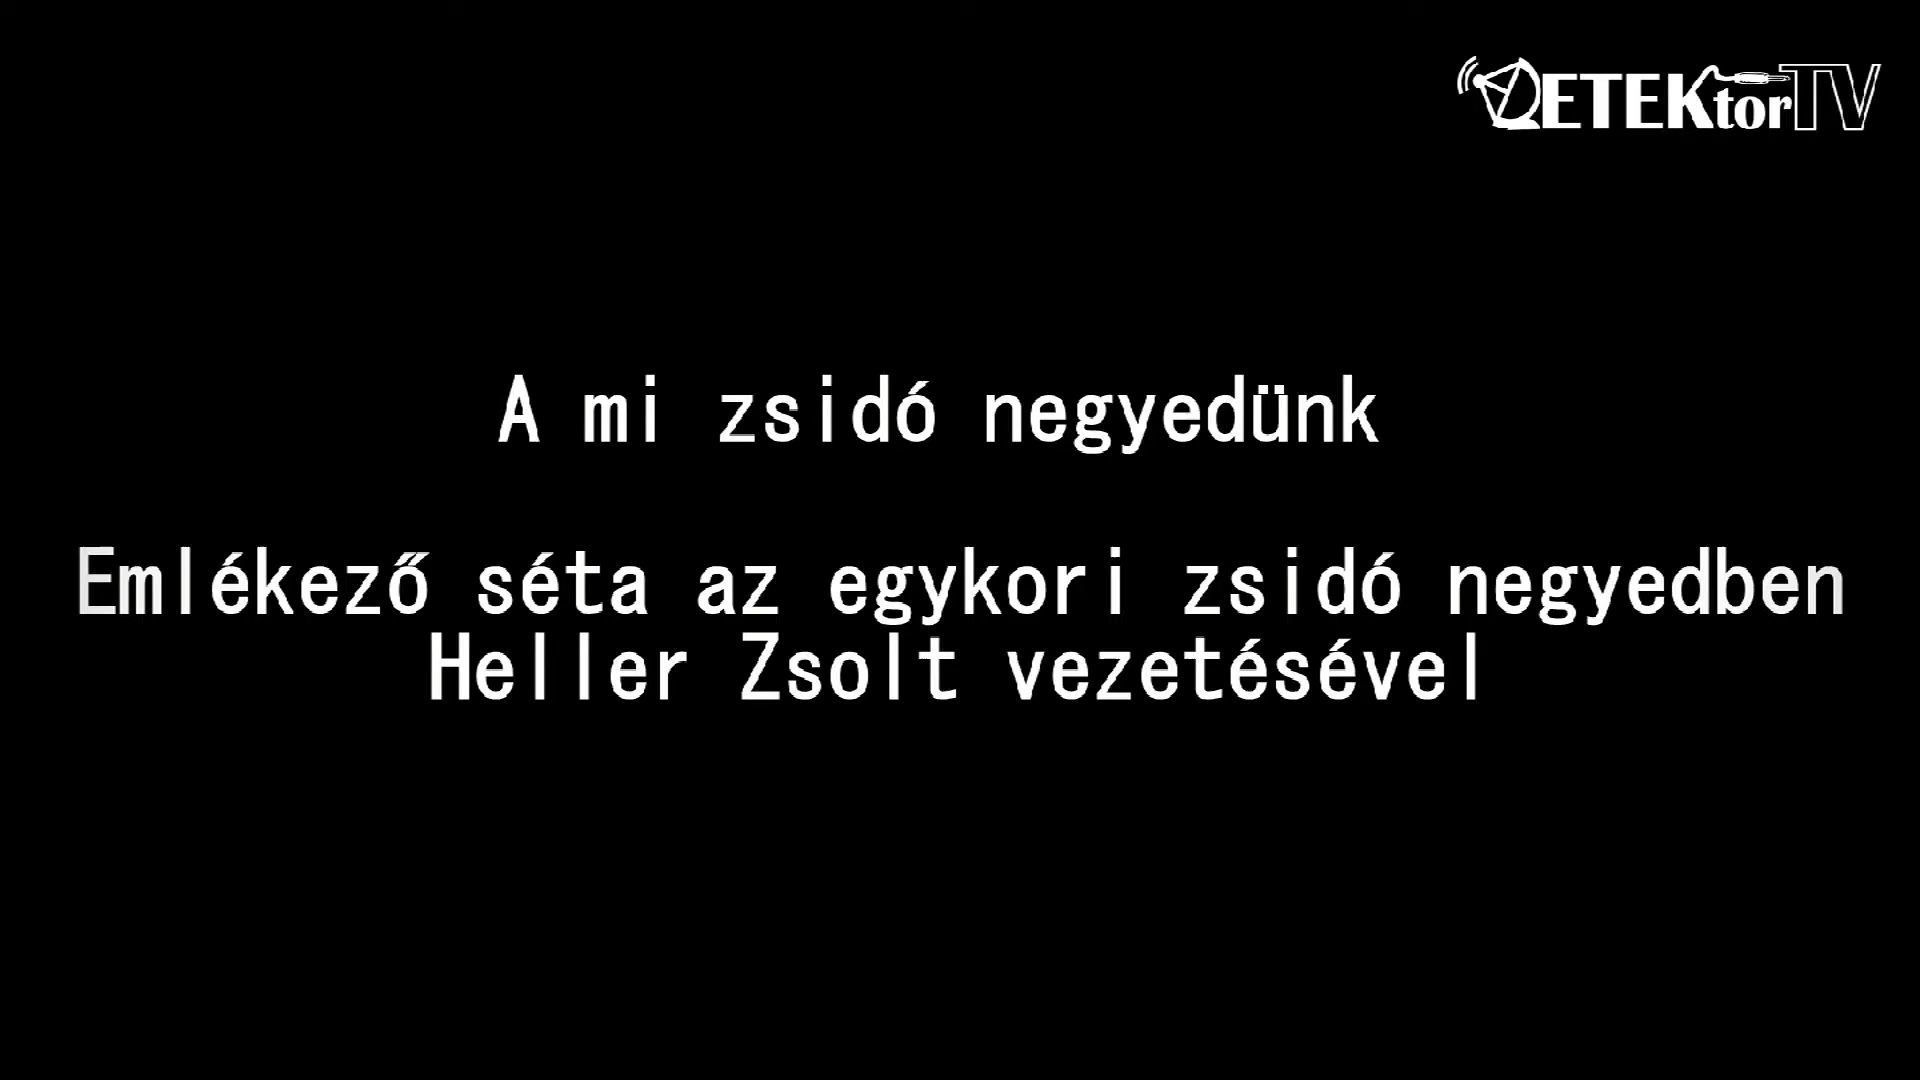 DETEKtorTV
A mi zsidó negyedünk
Emlékező séta az egykori zsidó negyedben
Heller Zsolt vezetésével